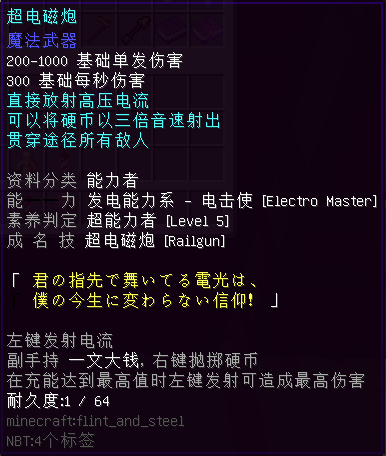 超电磁炮
魔法武器
200-1000 基础单发伤害
300 基础每秒伤害
直接放射高压电流
可以将硬币以三倍音速射出
贯穿途径所有敌人
资料分类 能力者
能　　力 发电能力系 - 电击使 [Electro Master]
素养判定 超能力者 [Level 5]
成 名 技 超电磁炮 [Railgun]
「 君の指先で舞いてる電光は、
僕の今生に変わらない信仰! 」
左键发射电流
副手持 一文大钱, 右键抛掷硬币
在充能达到最高值时左键发射可造成最高伤害
耐久度:1 / 64
minecraft:flint_and_steel
NBT:4个标签